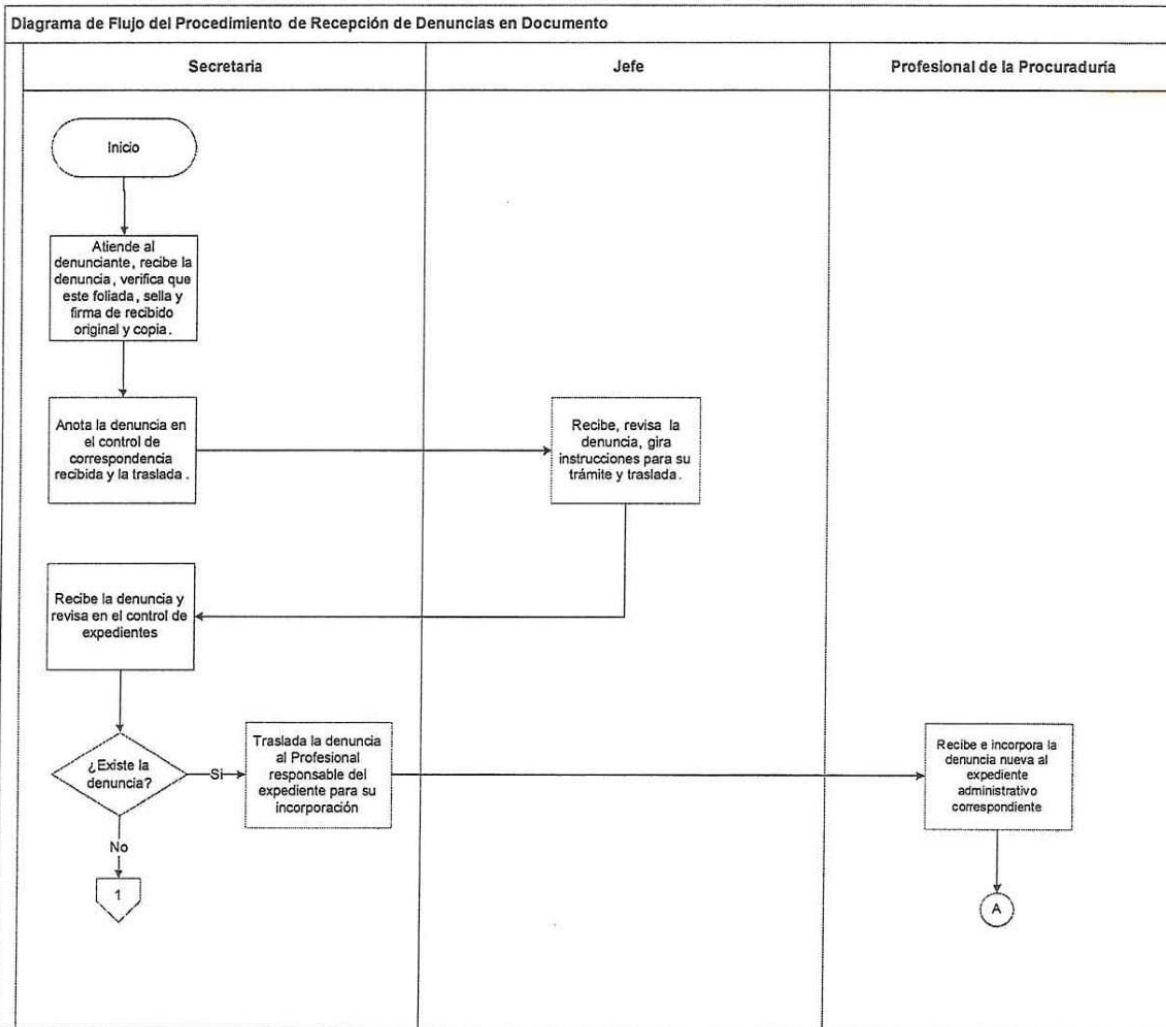 Diagrama de Flujo del Procedimiento de Recepción de Denuncias en Documento
Secretaria
Jefe
Profesional de la Procuraduría
Inicio
Atiende al
denunciante, recibe la
denuncia, verifica que
este foliada, sella y
firma de recibido
original y copia.
Anota la denuncia en
el control de
correspondencia
recibida y la traslada.
Recibe, revisa la
denuncia, gira
instrucciones para su
trámite y traslada.
Recibe la denuncia y
revisa en el control de
expedientes
¿Existe la
denuncia?
Si
Traslada la denuncia
al Profesional
responsable del
expediente para su
incorporación
Recibe e incorpora la
denuncia nueva al
expediente
administrativo
correspondiente
No
1
A